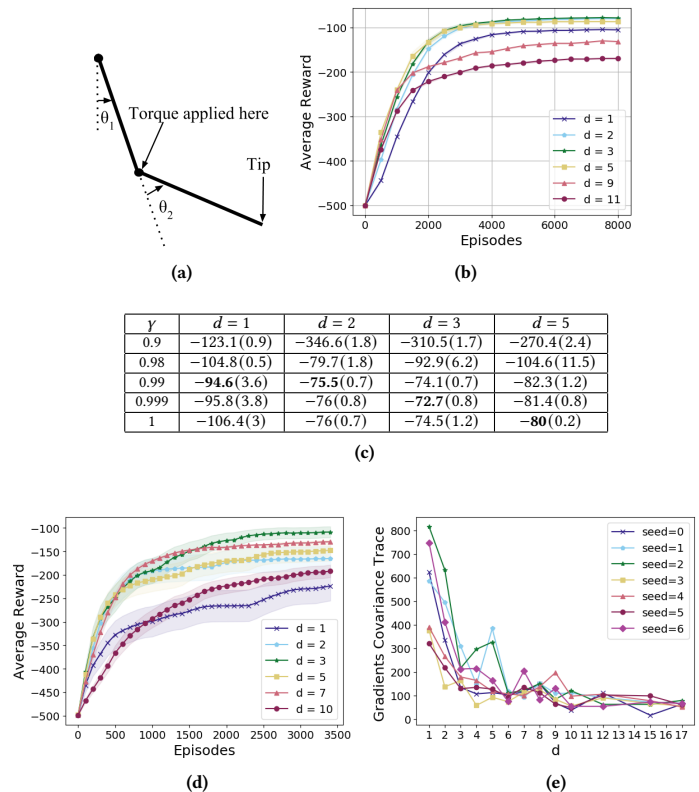 θ1
Torque applied here
Tip
θ2
(a)
Average Reward
−100
−200
−300
−400
−500
0 2000 4000 6000 8000
Episodes
d = 1
d = 2
d = 3
d = 5
d = 9
d = 11
(b)
γ d = 1 d = 2 d = 3 d = 5
0.9 −123.1(0.9) −346.6(1.8) −310.5(1.7) −270.4(2.4)
0.98 −104.8(0.5) −79.7(1.8) −92.9(6.2) −104.6(11.5)
0.99 −94.6(3.6) −75.5(0.7) −74.1(0.7) −82.3(1.2)
0.999 −95.8(3.8) −76(0.8) −72.7(0.8) −81.4(0.8)
1 −106.4(3) −76(0.7) −74.5(1.2) −80(0.2)
(c)
Average Reward
−100
−150
−200
−250
−300
−350
−400
−450
−500
0 500 1000 1500 2000 2500 3000 3500
Episodes
d = 1
d = 2
d = 3
d = 5
d = 7
d = 10
(d)
Gradients Covariance Trace
800
700
600
500
400
300
200
100
0
1 2 3 4 5 6 7 8 9 10 11 12 13 14 15 16 17
d
seed=0
seed=1
seed=2
seed=3
seed=4
seed=5
seed=6
(e)